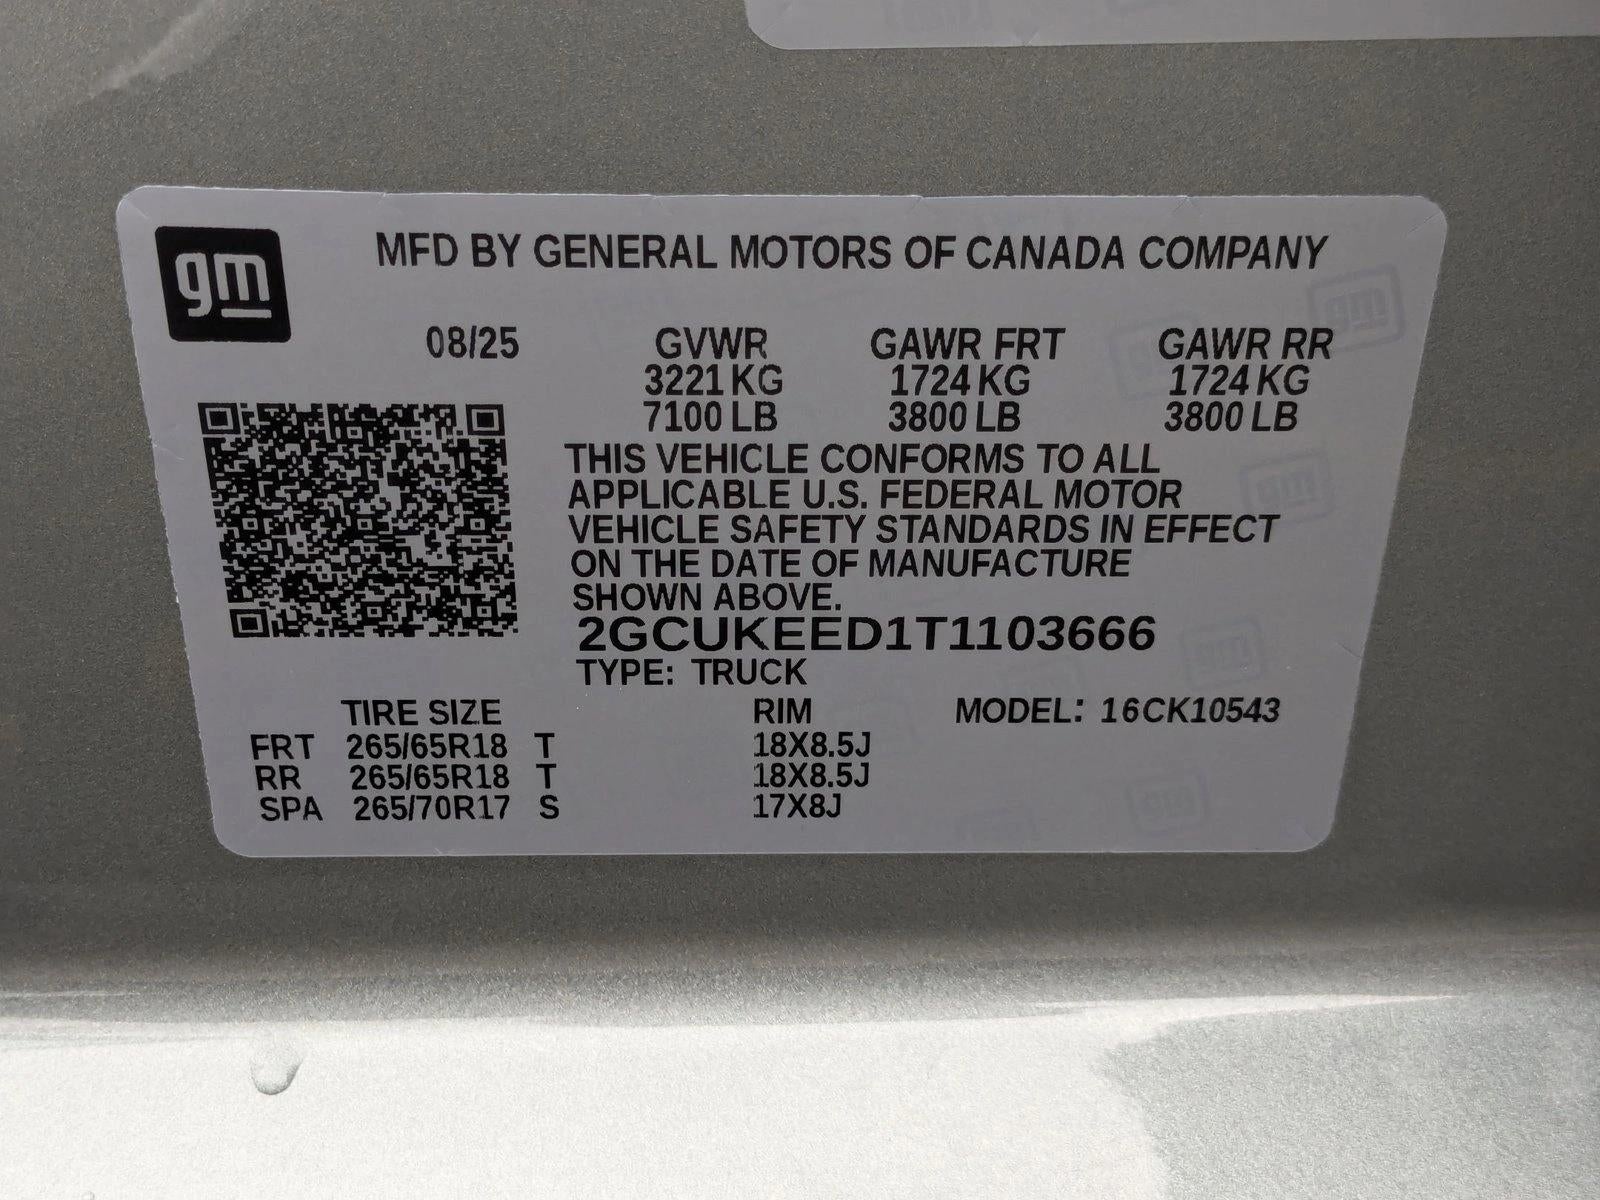 gm
MFD BY GENERAL MOTORS OF CANADA COMPANY
08/25 GVWR GAWR FRT GAWR RR
3221 KG 1724 KG 1724 KG
7100 LB 3800 LB 3800 LB
THIS VEHICLE CONFORMS TO ALL
APPLICABLE U.S. FEDERAL MOTOR
VEHICLE SAFETY STANDARDS IN EFFECT
ON THE DATE OF MANUFACTURE
SHOWN ABOVE.
2GCUKEED1T1103666
TYPE: TRUCK
TIRE SIZE RIM MODEL: 16CK10543
FRT 265/65R18 T 18X8.5J
RR 265/65R18 T 18X8.5J
SPA 265/70R17 S 17X8J